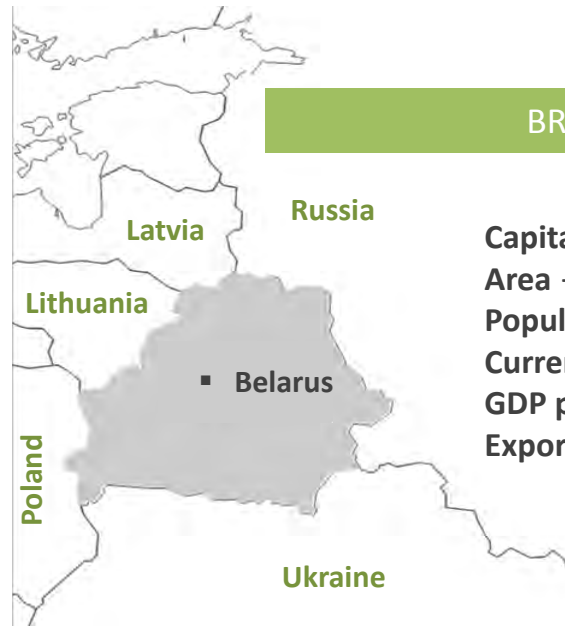 BR
Russia
Latvia
Lithuania
Belarus
Poland
Ukraine
Capita
Area -
Popul
Curren
GDP p
Expor